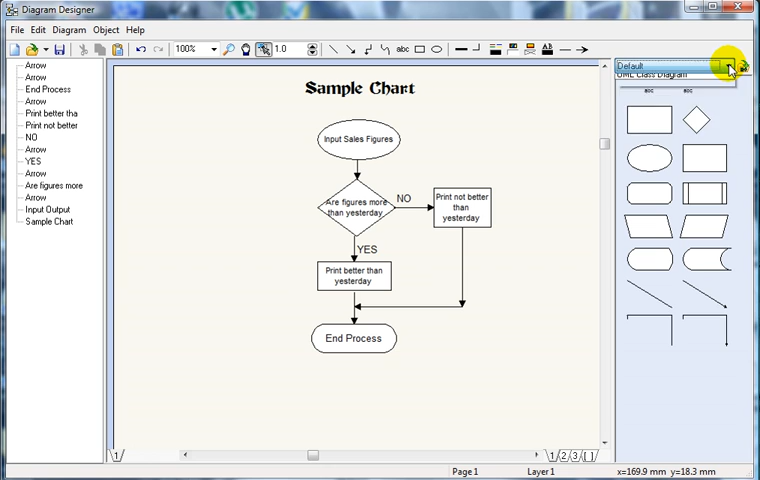 Diagram Designer
File Edit Diagram Object Help
100%
abc
1.0
AB
Arrow
Arrow
End Process
Arrow
Print better tha
Print not better
NO
Arrow
YES
Arrow
Are figures more
Arrow
Input Output
Sample Chart
Sample Chart
Input Sales Figures
Are figures more
than yesterday
NO
Print not better
than
yesterday
YES
Print better than
yesterday
End Process
Default
UML Class Diagram
abc abc
1
1 2 3 [ ]
Page 1
Layer 1
x=169.9 mm y=18.3 mm